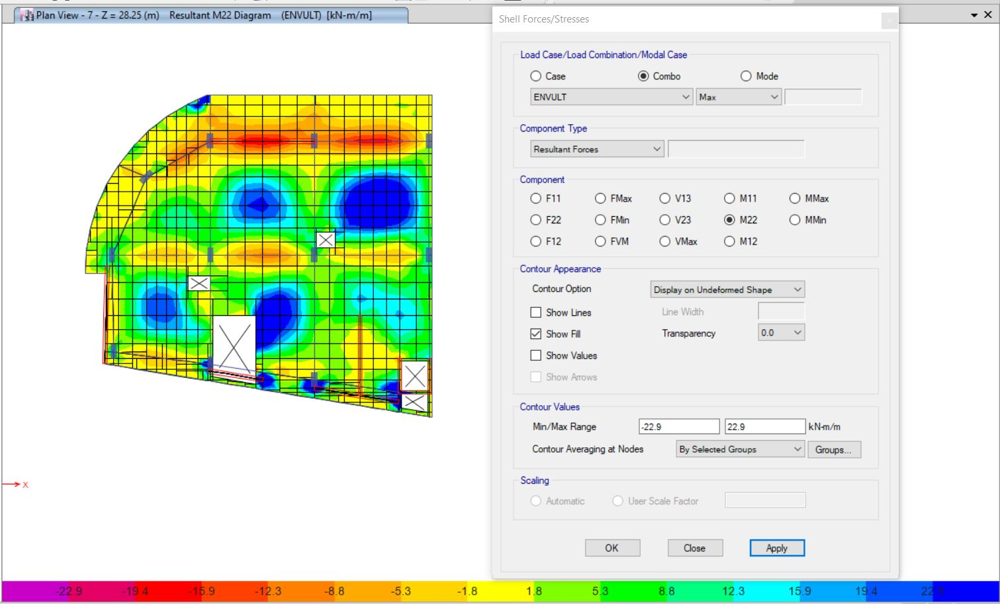 Plan View - 7 - Z = 28.25 (m)   Resultant M22 Diagram   (ENVULT)  [kN-m/m]
Shell Forces/Stresses
Load Case/Load Combination/Modal Case
Case   Combo   Mode
ENVULT   Max
Component Type
Resultant Forces
Component
F11   FMax   V13   M11   MMax
F22   FMin   V23   M22   MMin
F12   FVM   VMax   M12
Contour Appearance
Contour Option   Display on Undeformed Shape
Show Lines   Line Width
Show Fill   Transparency   0.0
Show Values
Show Arrows
Contour Values
Min/Max Range   -22.9   22.9   kN-m/m
Contour Averaging at Nodes   By Selected Groups   Groups...
Scaling
Automatic   User Scale Factor
OK   Close   Apply
X
-22.9   -19.4   -15.9   -12.3   -8.8   -5.3   -1.8   1.8   5.3   8.8   12.3   15.9   19.4   22.9